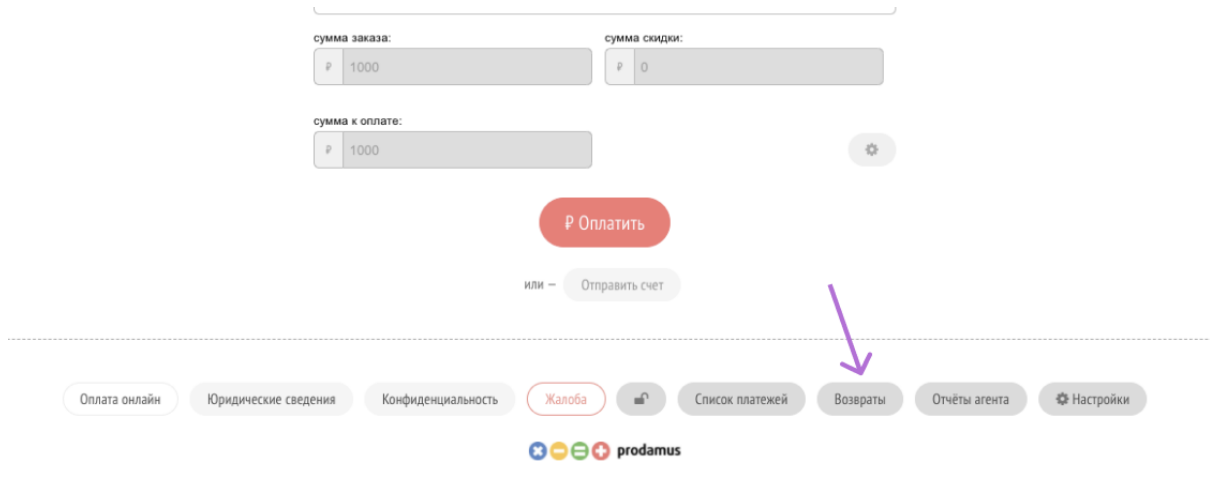 сумма заказа:
сумма скидки:
₽ 1000
₽ 0
сумма к оплате:
₽ 1000
₽ Оплатить
или — Отправить счет
Оплата онлайн Юридические сведения Конфиденциальность Жалоба Список платежей Возвраты Отчёты агента Настройки
prodamus